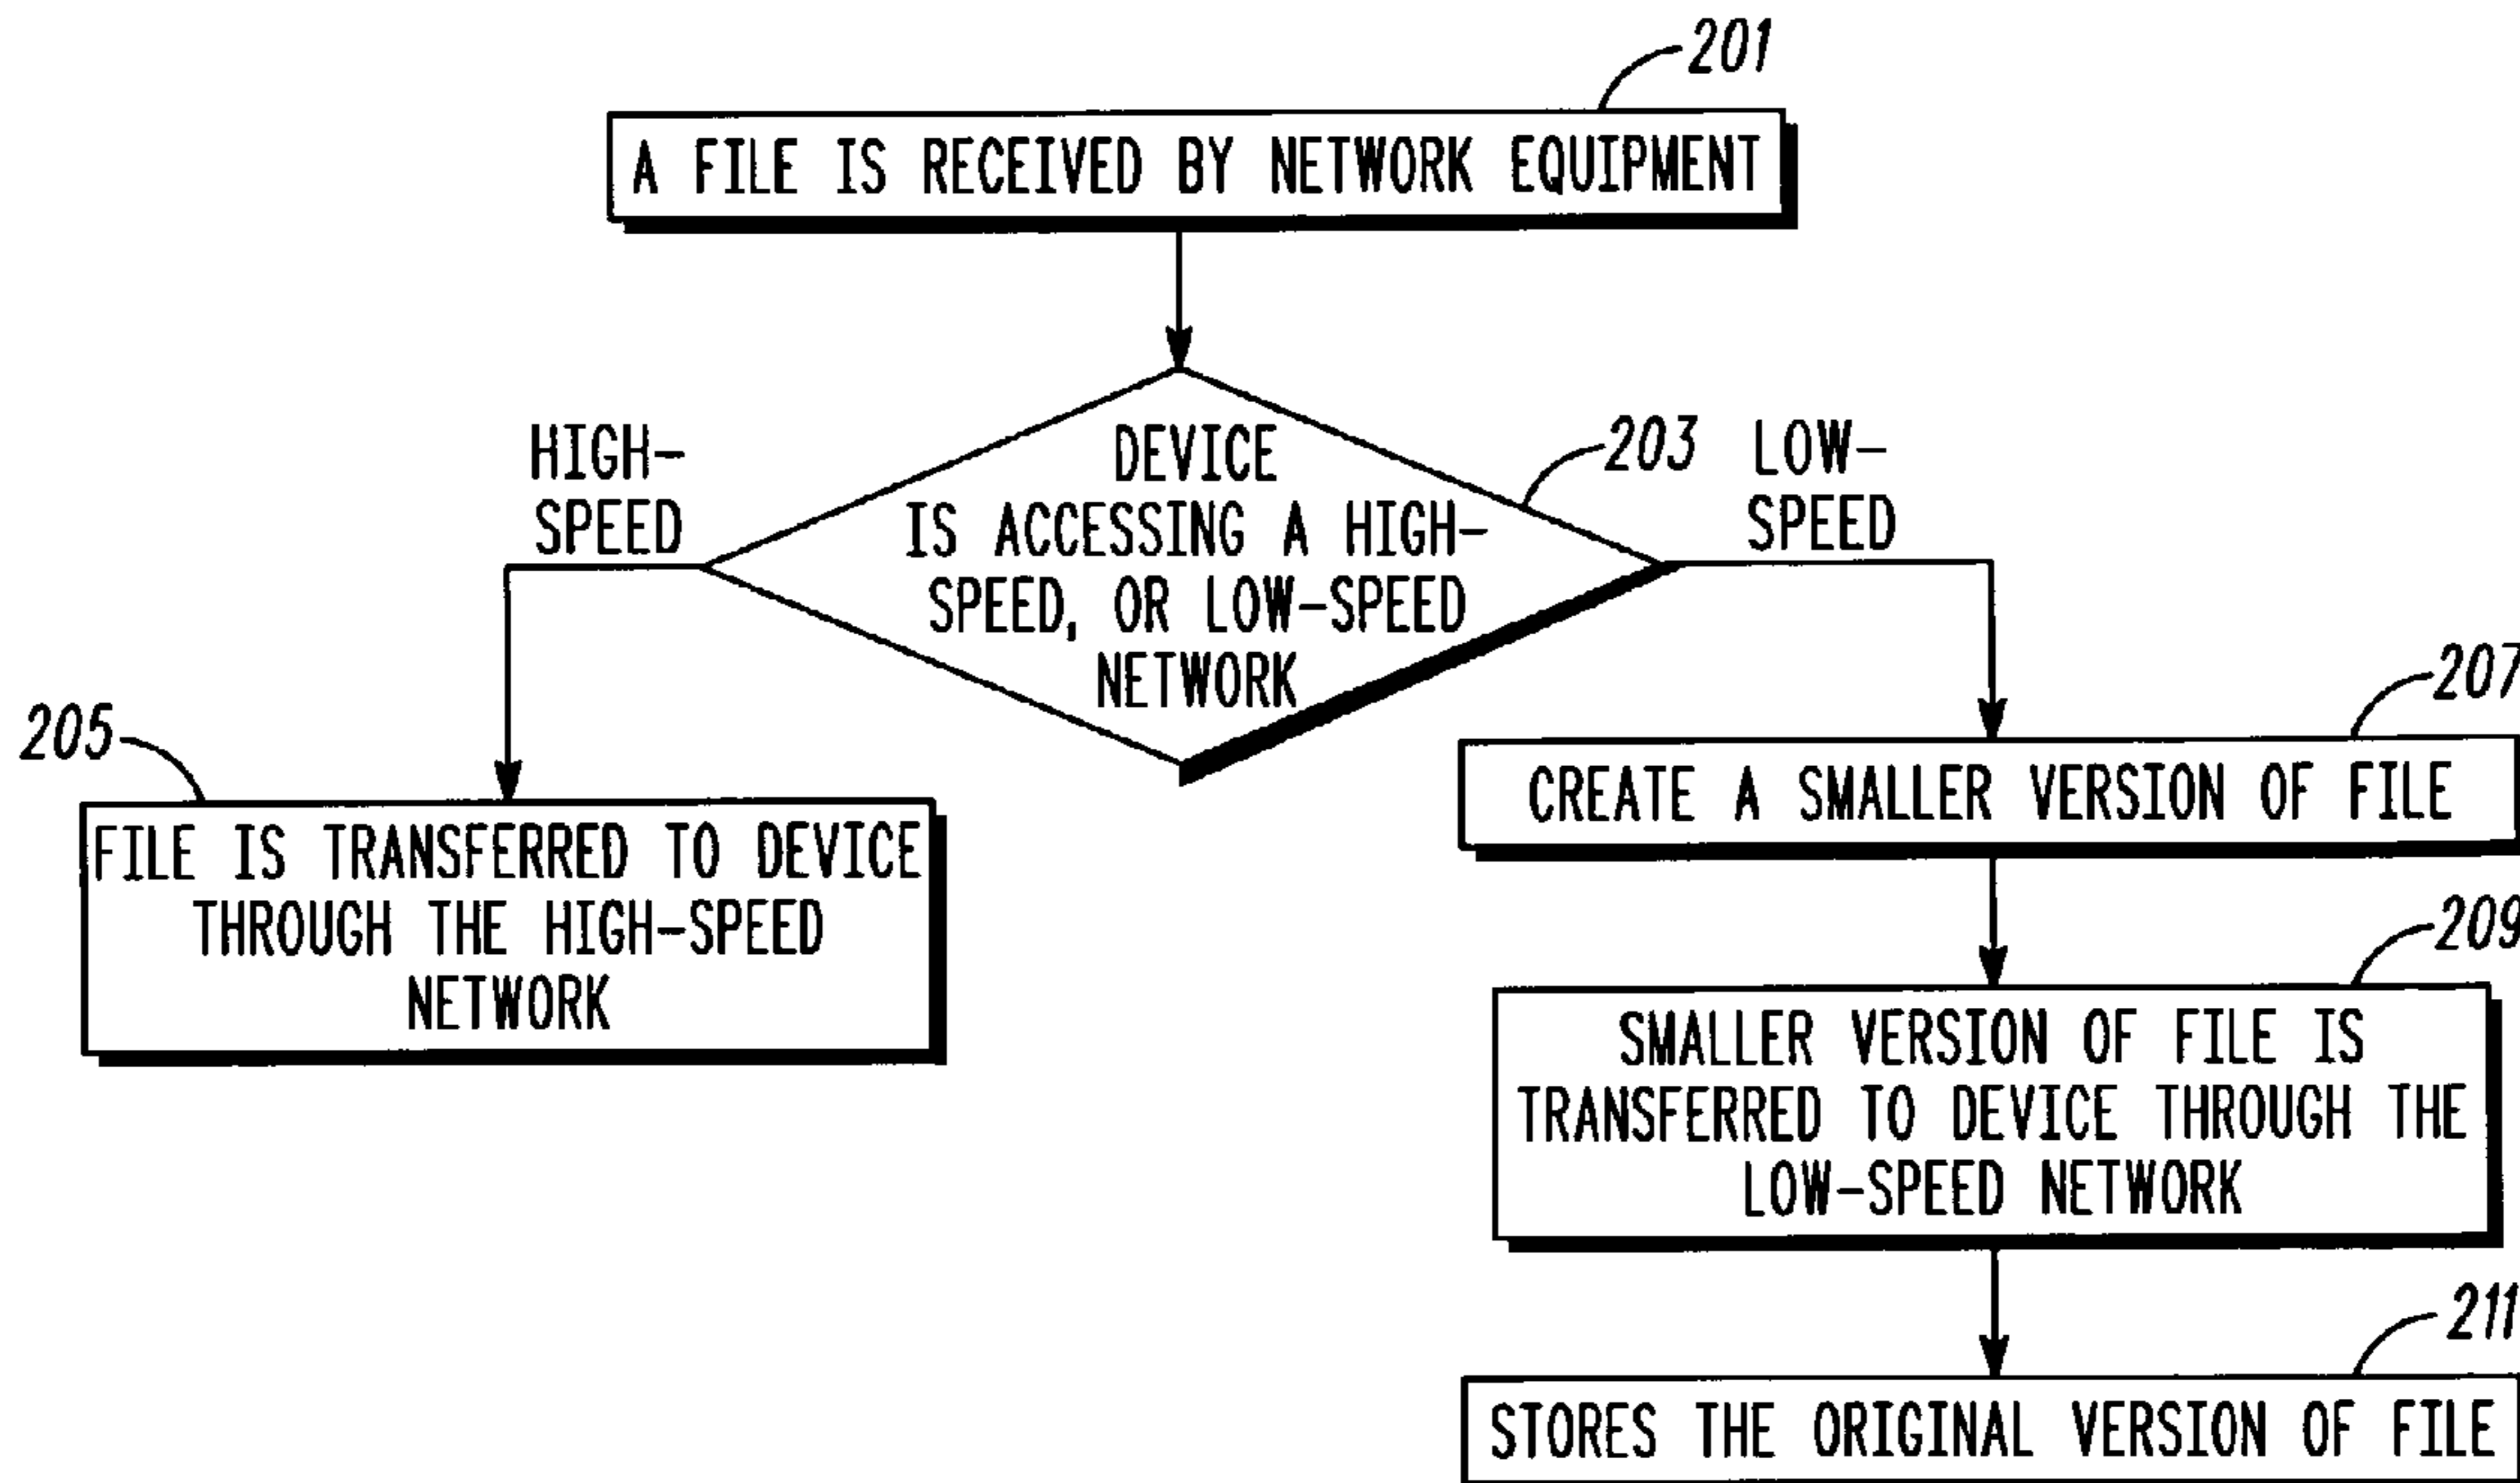 201
A FILE IS RECEIVED BY NETWORK EQUIPMENT
203
DEVICE
IS ACCESSING A HIGH-
SPEED, OR LOW-SPEED
NETWORK
HIGH-
SPEED
LOW-
SPEED
205
FILE IS TRANSFERRED TO DEVICE
THROUGH THE HIGH-SPEED
NETWORK
207
CREATE A SMALLER VERSION OF FILE
209
SMALLER VERSION OF FILE IS
TRANSFERRED TO DEVICE THROUGH THE
LOW-SPEED NETWORK
211
STORES THE ORIGINAL VERSION OF FILE